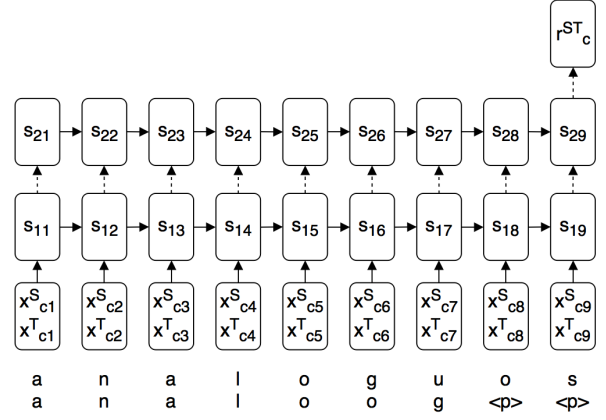 r^ST_c
s21 s22 s23 s24 s25 s26 s27 s28 s29
s11 s12 s13 s14 s15 s16 s17 s18 s19
x^S_c1 x^S_c2 x^S_c3 x^S_c4 x^S_c5 x^S_c6 x^S_c7 x^S_c8 x^S_c9
x^T_c1 x^T_c2 x^T_c3 x^T_c4 x^T_c5 x^T_c6 x^T_c7 x^T_c8 x^T_c9
a n a l o g u o s
a n a l o o g <p> <p>